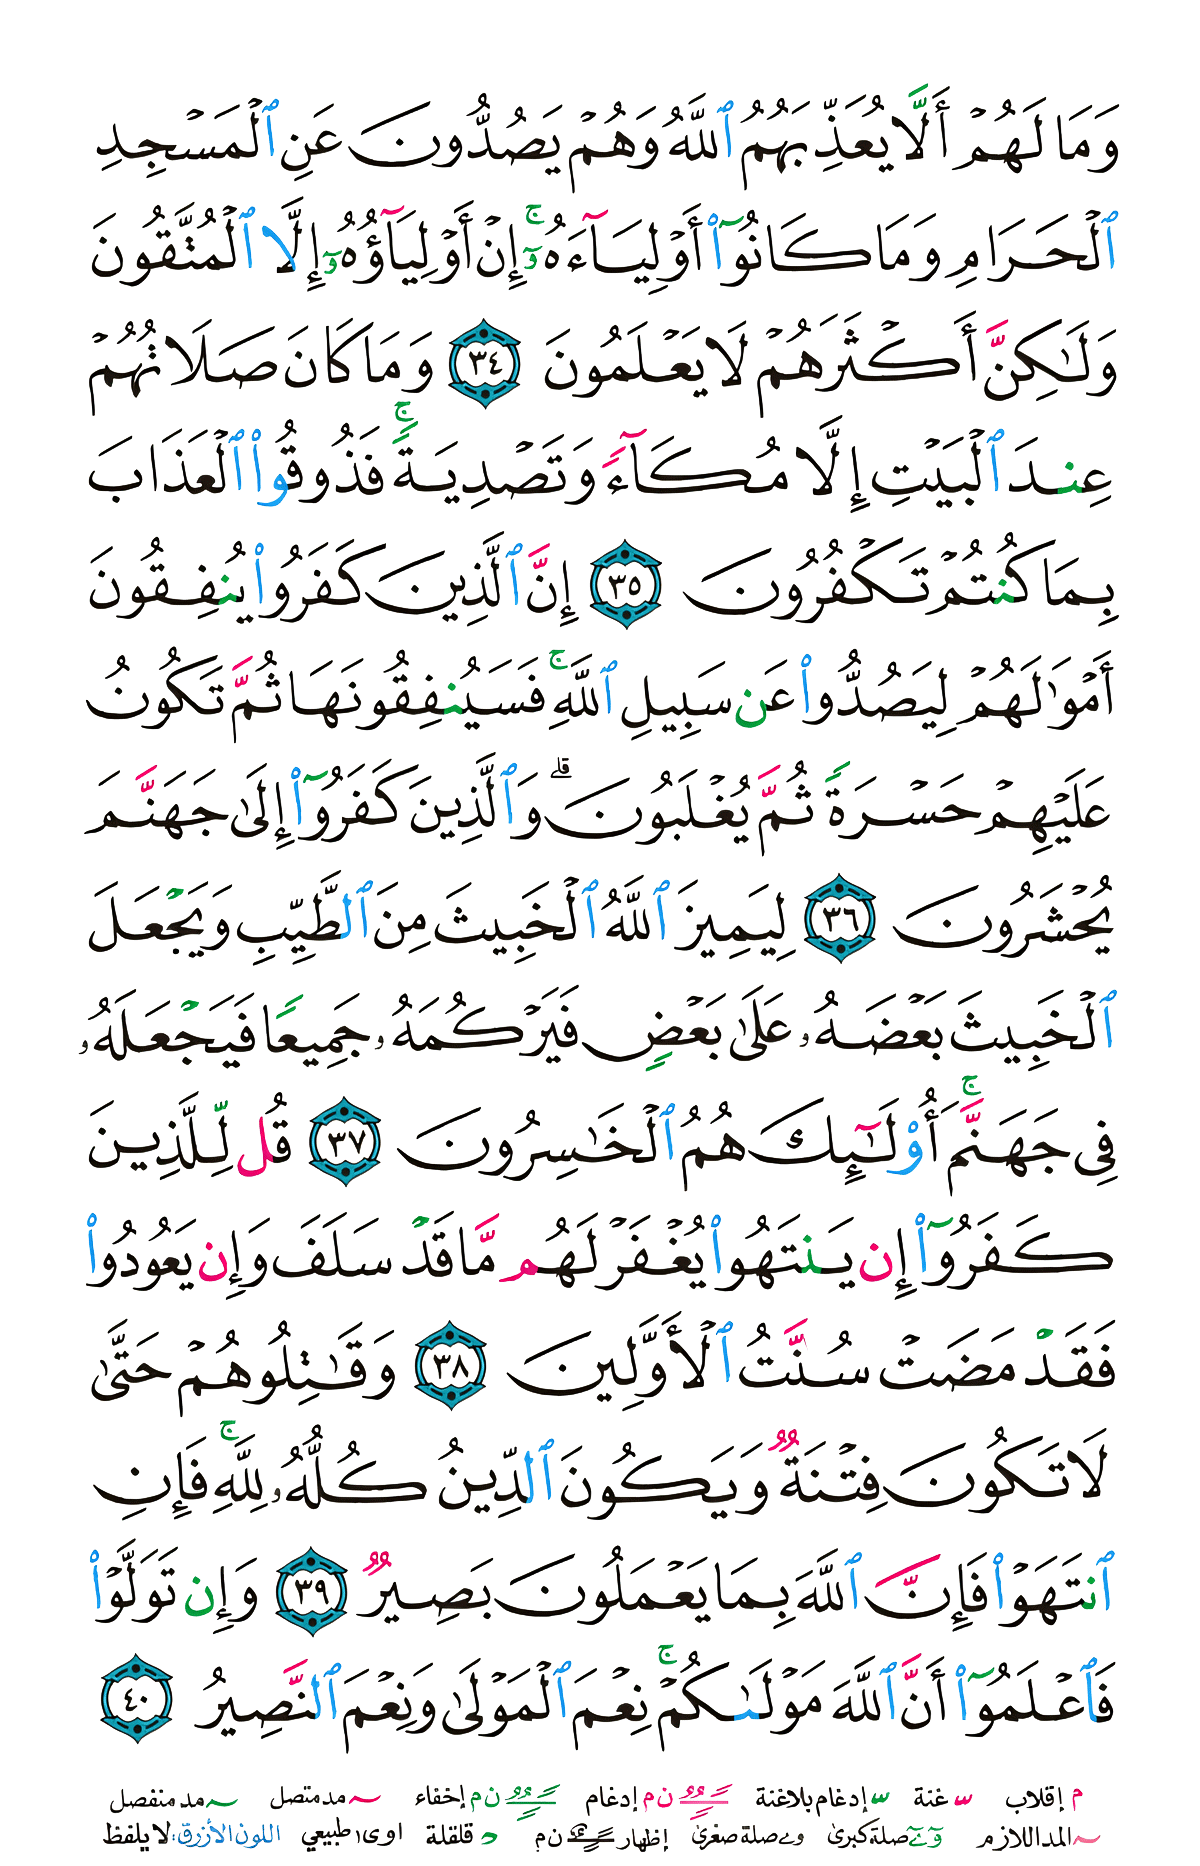 وَمَا لَهُمْ أَلَّا يُعَذِّبَهُمُ ٱللَّهُ وَهُمْ يَصُدُّونَ عَنِ ٱلْمَسْجِدِ
ٱلْحَرَامِ وَمَا كَانُوٓا۟ أَوْلِيَآءَهُۥٓ ۚ إِنْ أَوْلِيَآؤُهُۥٓ إِلَّا ٱلْمُتَّقُونَ
وَلَٰكِنَّ أَكْثَرَهُمْ لَا يَعْلَمُونَ ٣٤ وَمَا كَانَ صَلَاتُهُمْ
عِندَ ٱلْبَيْتِ إِلَّا مُكَآءً وَتَصْدِيَةً ۚ فَذُوقُوا۟ ٱلْعَذَابَ
بِمَا كُنتُمْ تَكْفُرُونَ ٣٥ إِنَّ ٱلَّذِينَ كَفَرُوا۟ يُنفِقُونَ
أَمْوَٰلَهُمْ لِيَصُدُّوا۟ عَن سَبِيلِ ٱللَّهِ ۚ فَسَيُنفِقُونَهَا ثُمَّ تَكُونُ
عَلَيْهِمْ حَسْرَةً ثُمَّ يُغْلَبُونَ ۗ وَٱلَّذِينَ كَفَرُوٓا۟ إِلَىٰ جَهَنَّمَ
يُحْشَرُونَ ٣٦ لِيَمِيزَ ٱللَّهُ ٱلْخَبِيثَ مِنَ ٱلطَّيِّبِ وَيَجْعَلَ
ٱلْخَبِيثَ بَعْضَهُۥ عَلَىٰ بَعْضٍ فَيَرْكُمَهُۥ جَمِيعًا فَيَجْعَلَهُۥ
فِى جَهَنَّمَ ۚ أُو۟لَٰٓئِكَ هُمُ ٱلْخَٰسِرُونَ ٣٧ قُل لِّلَّذِينَ
كَفَرُوٓا۟ إِن يَنتَهُوا۟ يُغْفَرْ لَهُم مَّا قَدْ سَلَفَ وَإِن يَعُودُوا۟
فَقَدْ مَضَتْ سُنَّتُ ٱلْأَوَّلِينَ ٣٨ وَقَٰتِلُوهُمْ حَتَّىٰ
لَا تَكُونَ فِتْنَةٌ وَيَكُونَ ٱلدِّينُ كُلُّهُۥ لِلَّهِ ۚ فَإِنِ
ٱنتَهَوْا۟ فَإِنَّ ٱللَّهَ بِمَا يَعْمَلُونَ بَصِيرٌ ٣٩ وَإِن تَوَلَّوْا۟
فَٱعْلَمُوٓا۟ أَنَّ ٱللَّهَ مَوْلَىٰكُمْ ۚ نِعْمَ ٱلْمَوْلَىٰ وَنِعْمَ ٱلنَّصِيرُ ٤٠
م إقلاب غنة إدغام بلاغنة ن م إدغام ن م إخفاء مد متصل مد منفصل
المد اللازم صلة كبرى صلة صغرى إظهار ن م قلقلة اوى طبيعي اللون الأزرق: لا يلفظ